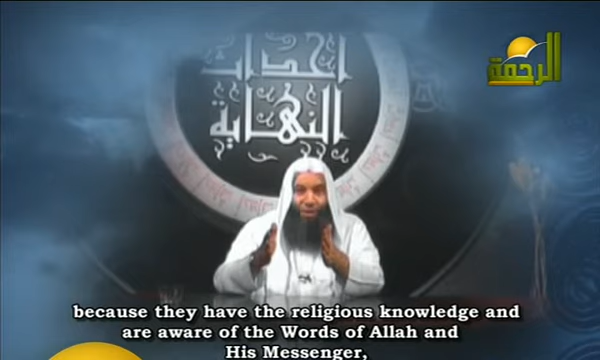 أحداث
النهاية
الرحمة
because they have the religious knowledge and
are aware of the Words of Allah and
His Messenger,